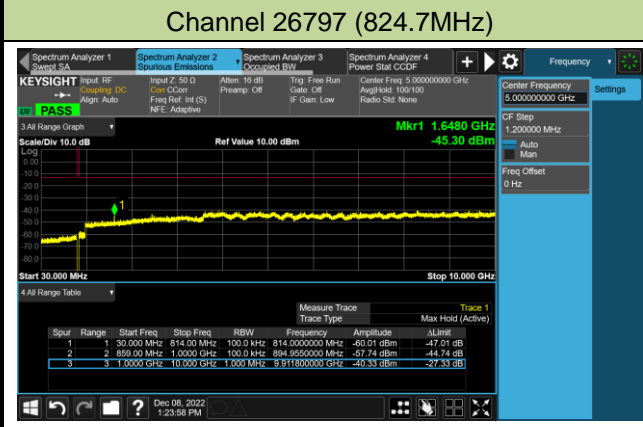 Channel 26797 (824.7MHz)
Spectrum Analyzer 1
Swept SA
Spectrum Analyzer 2
Spurious Emissions
Spectrum Analyzer 3
Occupied BW
Spectrum Analyzer 4
Power Stat CCDF
Frequency
KEYSIGHT
Input: RF
Coupling: DC
Align: Auto
Input Z: 50 Ω
Corr CCorr
Freq Ref: Int (S)
NFE: Adaptive
Atten: 16 dB
Preamp: Off
Trig: Free Run
Gate: Off
IF Gain: Low
Center Freq: 5.000000000 GHz
Avg|Hold: 100/100
Radio Std: None
PASS
3 All Range Graph
Scale/Div 10.0 dB
Ref Value 10.00 dBm
Mkr1 1.6480 GHz
-45.30 dBm
Log
0.00
-10.0
-20.0
-30.0
-40.0
-50.0
-60.0
-70.0
-80.0
1
Start 30.000 MHz
Stop 10.000 GHz
4 All Range Table
Measure Trace Trace 1
Trace Type Max Hold (Active)
Spur Range Start Freq Stop Freq RBW Frequency Amplitude ΔLimit
1 1 30.000 MHz 814.00 MHz 100.0 kHz 814.0000000 MHz -60.01 dBm -47.01 dB
2 2 859.00 MHz 1.0000 GHz 100.0 kHz 894.9550000 MHz -57.74 dBm -44.74 dB
3 3 1.0000 GHz 10.000 GHz 1.000 MHz 9.911800000 GHz -40.33 dBm -27.33 dB
Center Frequency
5.000000000 GHz
Settings
CF Step
1.200000 MHz
Auto
Man
Freq Offset
0 Hz
Dec 08, 2022
1:23:58 PM